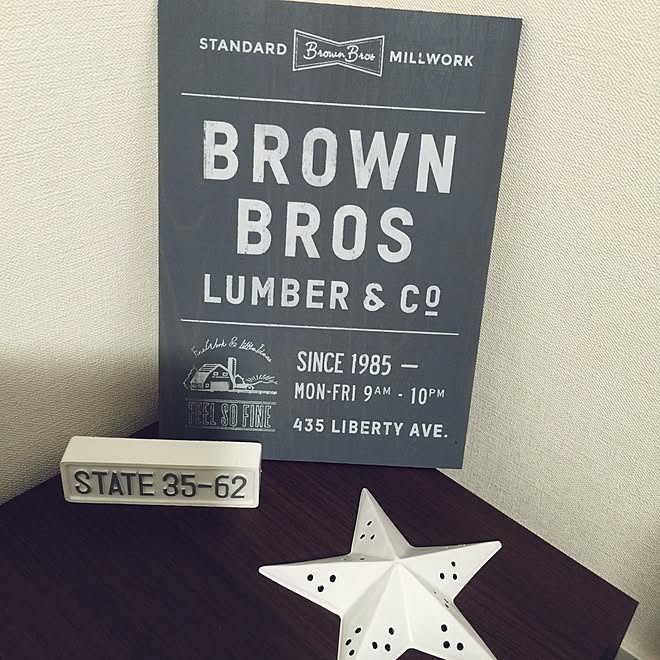 STANDARD Brown Bros MILLWORK
BROWN
BROS
LUMBER & Co
SINCE 1985 —
MON-FRI 9AM - 10PM
FEEL SO FINE
435 LIBERTY AVE.
STATE 35-62